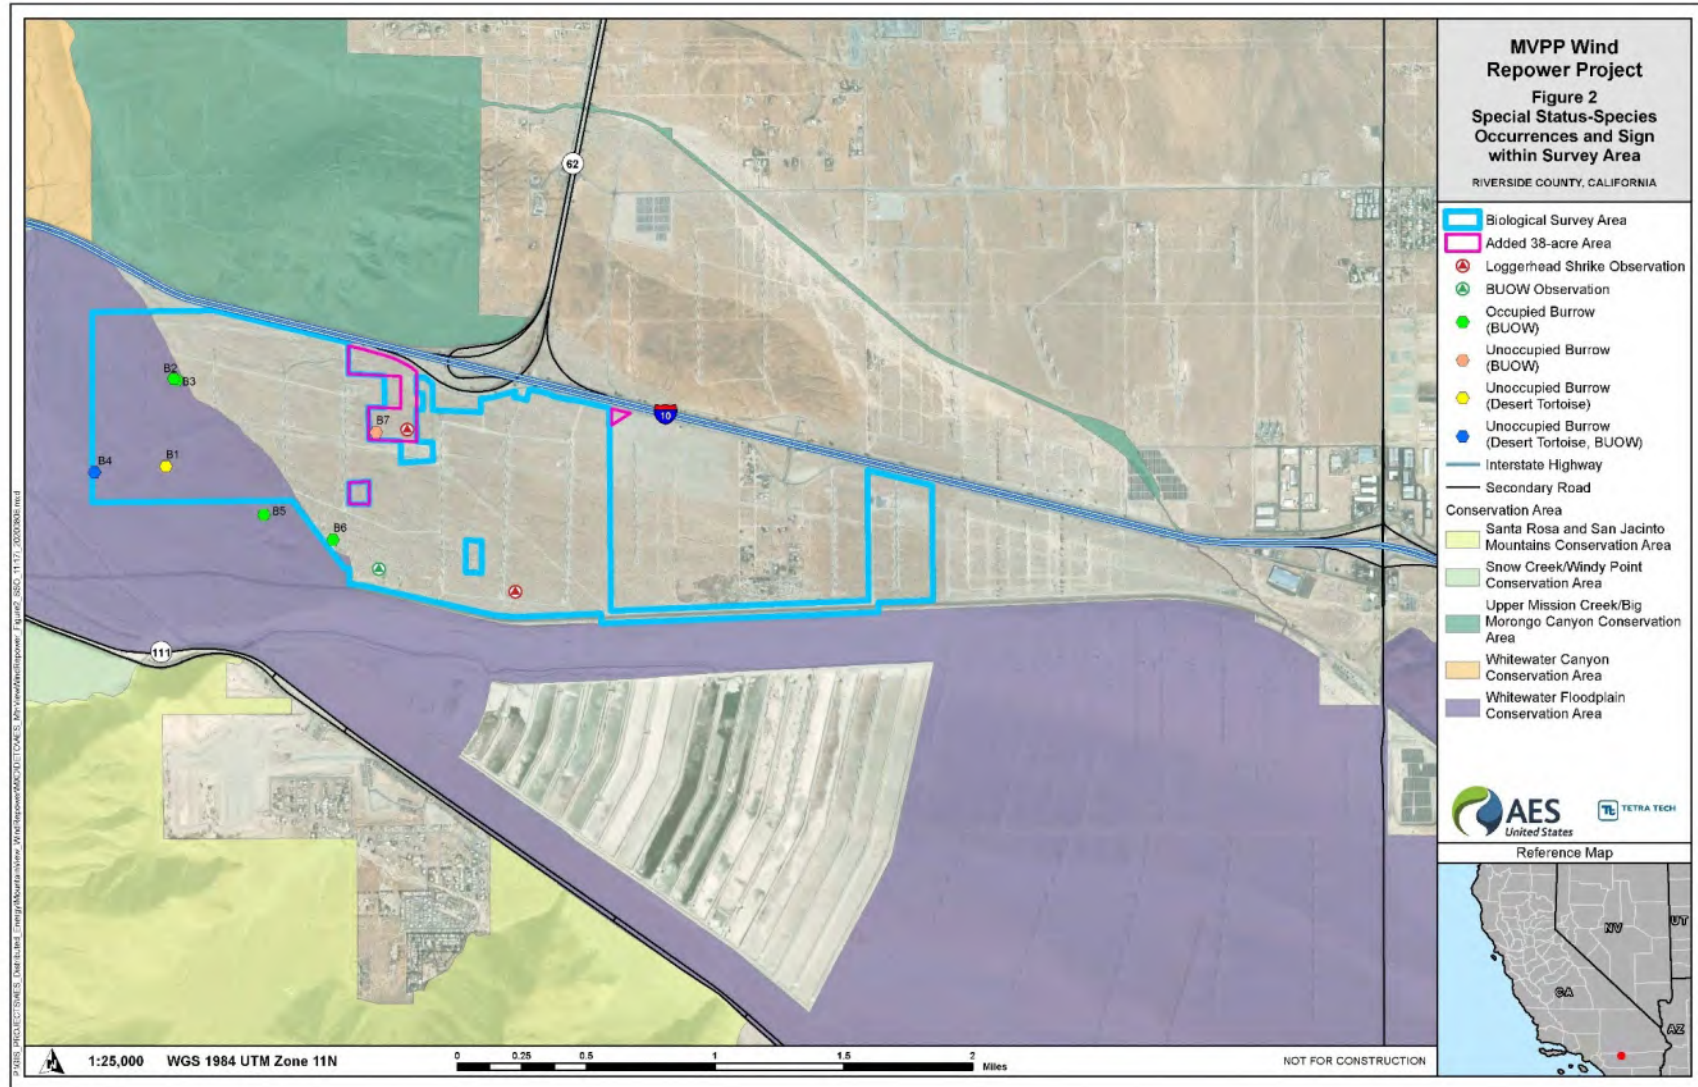 MVPP Wind
Repower Project
Figure 2
Special Status-Species
Occurrences and Sign
within Survey Area
RIVERSIDE COUNTY, CALIFORNIA
Biological Survey Area
Added 38-acre Area
Loggerhead Shrike Observation
BUOW Observation
Occupied Burrow
(BUOW)
Unoccupied Burrow
(BUOW)
Unoccupied Burrow
(Desert Tortoise)
Unoccupied Burrow
(Desert Tortoise, BUOW)
Interstate Highway
Secondary Road
Conservation Area
Santa Rosa and San Jacinto
Mountains Conservation Area
Snow Creek/Windy Point
Conservation Area
Upper Mission Creek/Big
Morongo Canyon Conservation
Area
Whitewater Canyon
Conservation Area
Whitewater Floodplain
Conservation Area
AES
United States
TETRA TECH
Reference Map
NV
UT
CA
AZ
62
10
111
B2
B3
B7
B1
B4
B5
B6
1:25,000 WGS 1984 UTM Zone 11N
0 0.25 0.5 1 1.5 2
Miles
NOT FOR CONSTRUCTION